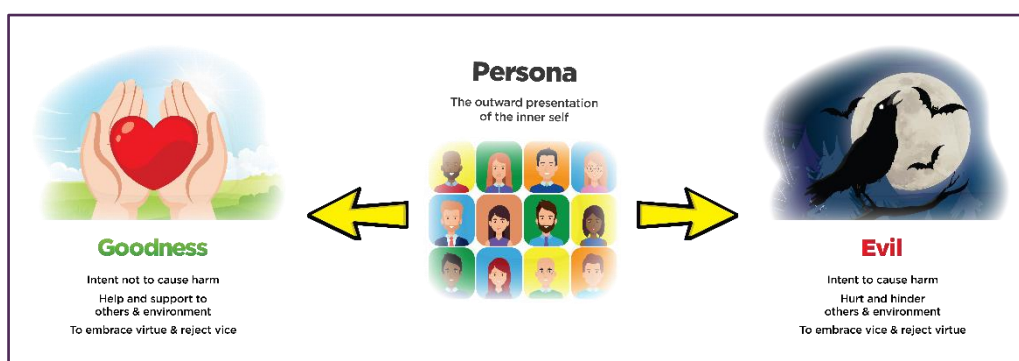 Persona
The outward presentation
of the inner self
Goodness
Intent not to cause harm
Help and support to
others & environment
To embrace virtue & reject vice
Evil
Intent to cause harm
Hurt and hinder
others & environment
To embrace vice & reject virtue